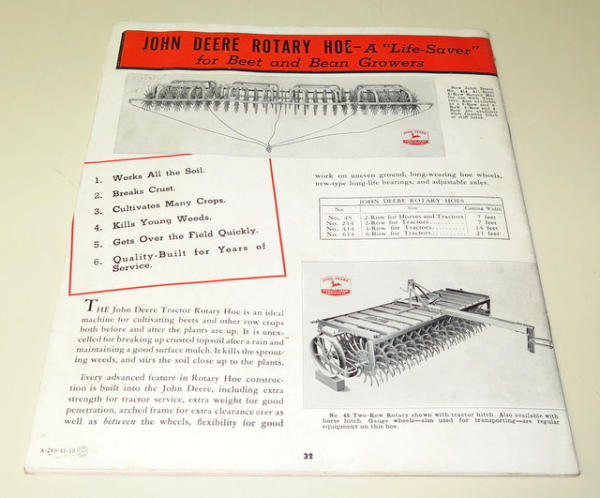 JOHN DEERE ROTARY HOE—A "Life-Saver"
for Beet and Bean Growers
1. Works All the Soil.
2. Breaks Crust.
3. Cultivates Many Crops.
4. Kills Young Weeds.
5. Gets Over the Field Quickly.
6. Quality-Built for Years of
Service.
THE John Deere Tractor Rotary Hoe is an ideal
machine for cultivating beets and other row crops
both before and after the plants are up. It is unex-
celled for breaking up crusted topsoil after a rain and
maintaining a good surface mulch. It kills the sprout-
ing weeds, and stirs the soil close up to the plants.
Every advanced feature in Rotary Hoe construc-
tion is built into the John Deere, including extra
strength for tractor service, extra weight for good
penetration, arched frame for extra clearance over as
well as between the wheels, flexibility for good
work on uneven ground, long-wearing hoe wheels,
new-type long-life bearings, and adjustable axles.
JOHN DEERE ROTARY HOES
No. Size Cutting Width
No. 45 2-Row for Horses and Tractors 7 feet
No. 214 2-Row for Tractors 7 feet
No. 414 4-Row for Tractors 14 feet
No. 614 6-Row for Tractors 21 feet
JOHN DEERE
No. 45 Two-Row Rotary shown with tractor hitch. Also available with
horse hitch. Gauge wheels—also used for transporting—are regular
equipment on this hoe.
32